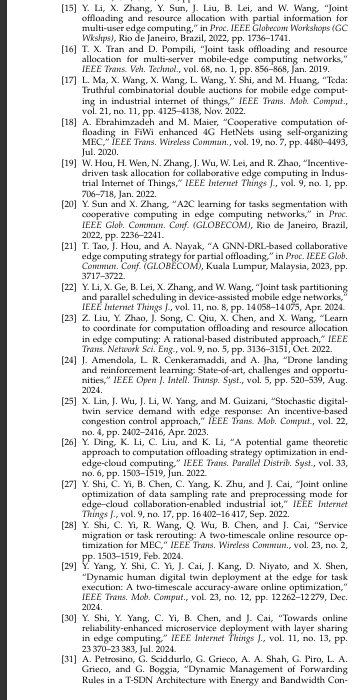 [15] Y. Li, X. Zhang, Y. Sun, J. Liu, B. Lei, and W. Wang, “Joint
offloading and resource allocation with partial information for
multi-user edge computing,” in Proc. IEEE Globecom Workshops (GC
Wkshps), Rio de Janeiro, Brazil, 2022, pp. 1736–1741.
[16] T. X. Tran and D. Pompili, “Joint task offloading and resource
allocation for multi-server mobile-edge computing networks,”
IEEE Trans. Veh. Technol., vol. 68, no. 1, pp. 856–868, Jan. 2019.
[17] L. Ma, X. Wang, X. Wang, L. Wang, Y. Shi, and M. Huang, “Tcda:
Truthful combinatorial double auctions for mobile edge comput-
ing in industrial internet of things,” IEEE Trans. Mob. Comput.,
vol. 21, no. 11, pp. 4125–4138, Nov. 2022.
[18] A. Ebrahimzadeh and M. Maier, “Cooperative computation of-
floading in FiWi enhanced 4G HetNets using self-organizing
MEC,” IEEE Trans. Wireless Commun., vol. 19, no. 7, pp. 4480–4493,
Jul. 2020.
[19] W. Hou, H. Wen, N. Zhang, J. Wu, W. Lei, and R. Zhao, “Incentive-
driven task allocation for collaborative edge computing in Indus-
trial Internet of Things,” IEEE Internet Things J., vol. 9, no. 1, pp.
706–718, Jan. 2022.
[20] Y. Sun and X. Zhang, “A2C learning for tasks segmentation with
cooperative computing in edge computing networks,” in Proc.
IEEE Glob. Commun. Conf. (GLOBECOM), Rio de Janeiro, Brazil,
2022, pp. 2236–2241.
[21] T. Tao, J. Hou, and A. Nayak, “A GNN-DRL-based collaborative
edge computing strategy for partial offloading,” in Proc. IEEE Glob.
Commun. Conf. (GLOBECOM), Kuala Lumpur, Malaysia, 2023, pp.
3717–3722.
[22] Y. Li, X. Ge, B. Lei, X. Zhang, and W. Wang, “Joint task partitioning
and parallel scheduling in device-assisted mobile edge networks,”
IEEE Internet Things J., vol. 11, no. 8, pp. 14 058–14 075, Apr. 2024.
[23] Z. Liu, Y. Zhao, J. Song, C. Qiu, X. Chen, and X. Wang, “Learn
to coordinate for computation offloading and resource allocation
in edge computing: A rational-based distributed approach,” IEEE
Trans. Network Sci. Eng., vol. 9, no. 5, pp. 3136–3151, Oct. 2022.
[24] J. Amendola, L. R. Cenkeramaddi, and A. Jha, “Drone landing
and reinforcement learning: State-of-art, challenges and opportu-
nities,” IEEE Open J. Intell. Transp. Syst., vol. 5, pp. 520–539, Aug.
2024.
[25] X. Lin, J. Wu, J. Li, W. Yang, and M. Guizani, “Stochastic digital-
twin service demand with edge response: An incentive-based
congestion control approach,” IEEE Trans. Mob. Comput., vol. 22,
no. 4, pp. 2402–2416, Apr. 2023.
[26] Y. Ding, K. Li, C. Liu, and K. Li, “A potential game theoretic
approach to computation offloading strategy optimization in end-
edge-cloud computing,” IEEE Trans. Parallel Distrib. Syst., vol. 33,
no. 6, pp. 1503–1519, Jun. 2022.
[27] Y. Shi, C. Yi, B. Chen, C. Yang, K. Zhu, and J. Cai, “Joint online
optimization of data sampling rate and preprocessing mode for
edge–cloud collaboration-enabled industrial iot,” IEEE Internet
Things J., vol. 9, no. 17, pp. 16 402–16 417, Sep. 2022.
[28] Y. Shi, C. Yi, R. Wang, Q. Wu, B. Chen, and J. Cai, “Service
migration or task rerouting: A two-timescale online resource op-
timization for MEC,” IEEE Trans. Wireless Commun., vol. 23, no. 2,
pp. 1503–1519, Feb. 2024.
[29] Y. Yang, Y. Shi, C. Yi, J. Cai, J. Kang, D. Niyato, and X. Shen,
“Dynamic human digital twin deployment at the edge for task
execution: A two-timescale accuracy-aware online optimization,”
IEEE Trans. Mob. Comput., vol. 23, no. 12, pp. 12 262–12 279, Dec.
2024.
[30] Y. Shi, Y. Yang, C. Yi, B. Chen, and J. Cai, “Towards online
reliability-enhanced microservice deployment with layer sharing
in edge computing,” IEEE Internet Things J., vol. 11, no. 13, pp.
23 370–23 383, Jul. 2024.
[31] A. Petrosino, G. Sciddurlo, G. Grieco, A. A. Shah, G. Piro, L. A.
Grieco, and G. Boggia, “Dynamic Management of Forwarding
Rules in a T-SDN Architecture with Energy and Bandwidth Con-